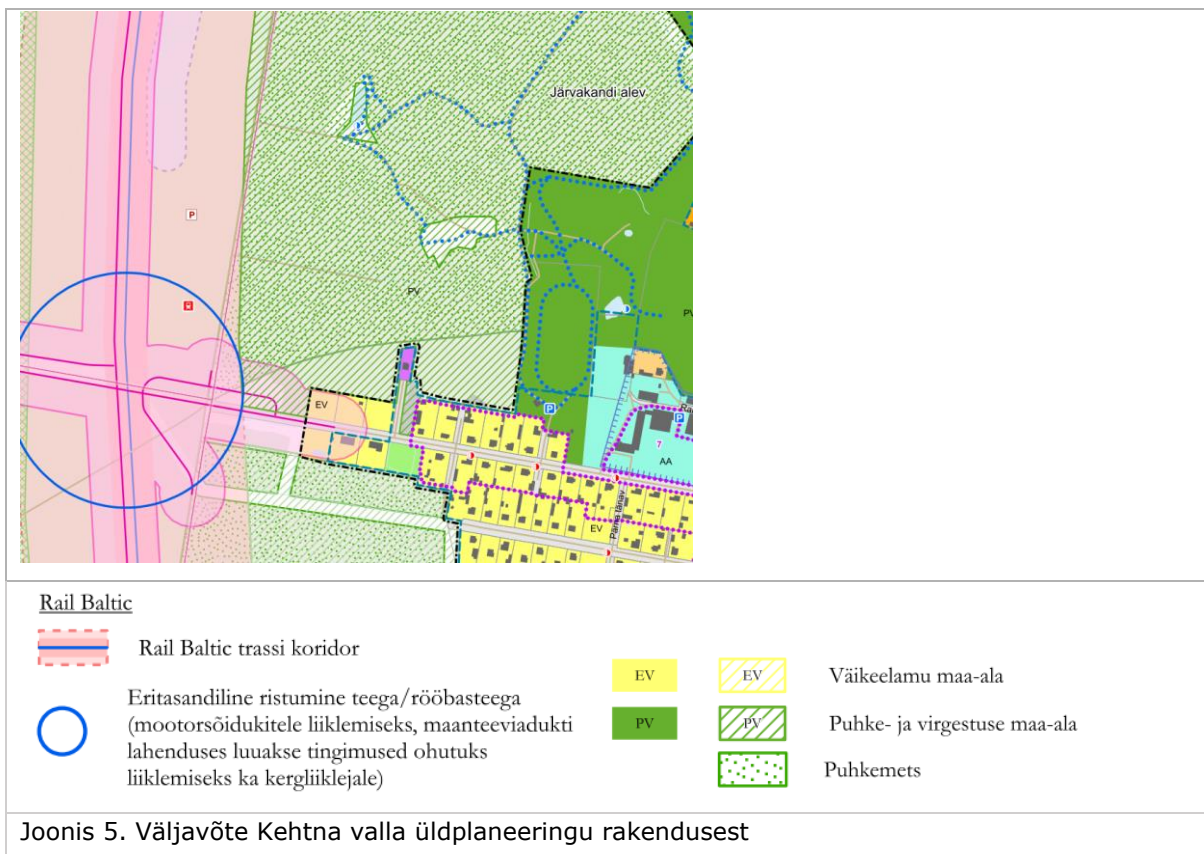 Järvakandi alev
P
PV
PV
EV
P
P
7
AA
Pärna tänav
EV
Rail Baltic
Rail Baltic trassi koridor
Eritasandiline ristumine teega/rööbasteega
(mootorsõidukitele liiklemiseks, maanteeviadukti
lahenduses luuakse tingimused ohutuks
liiklemiseks ka kergliiklejale)
EV EV Väikeelamu maa-ala
PV PV Puhke- ja virgestuse maa-ala
Puhkemets
Joonis 5. Väljavõte Kehtna valla üldplaneeringu rakendusest